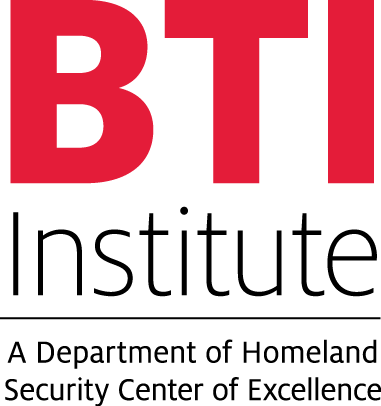 BTI
Institute
A Department of Homeland
Security Center of Excellence